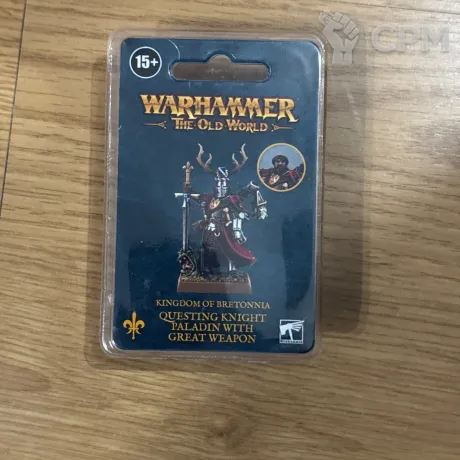 CPM
15+
WARHAMMER
THE OLD WORLD
KINGDOM OF BRETONNIA
QUESTING KNIGHT
PALADIN WITH
GREAT WEAPON